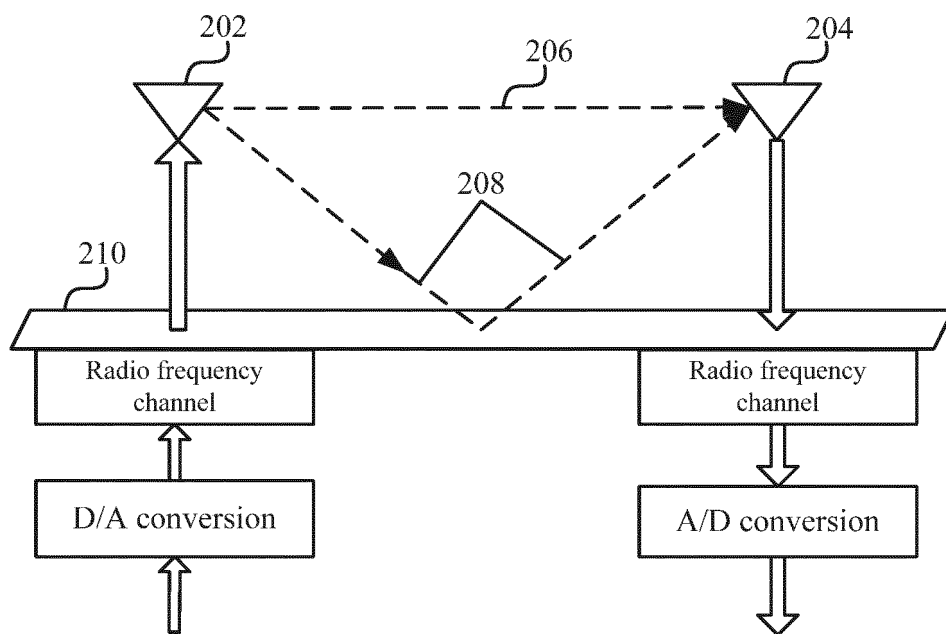 202
206
204
208
210
Radio frequency
channel
Radio frequency
channel
D/A conversion
A/D conversion